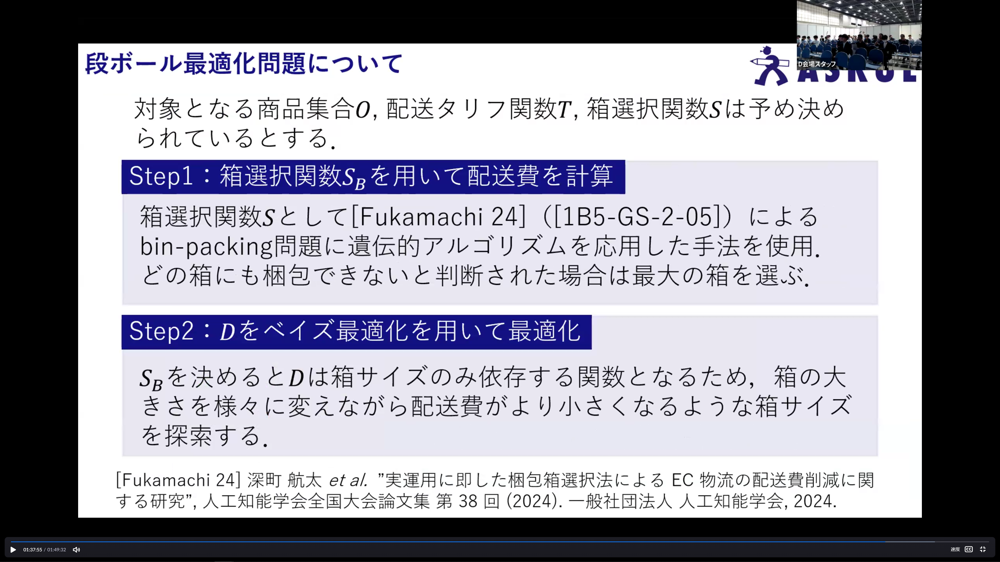 D会場スタッフ
段ボール最適化問題について
ASKUL
対象となる商品集合O, 配送タリフ関数T, 箱選択関数Sは予め決め
られているとする.
Step1：箱選択関数S_Bを用いて配送費を計算
箱選択関数Sとして[Fukamachi 24]（[1B5-GS-2-05]）による
bin-packing問題に遺伝的アルゴリズムを応用した手法を使用.
どの箱にも梱包できないと判断された場合は最大の箱を選ぶ.
Step2：Dをベイズ最適化を用いて最適化
S_Bを決めるとDは箱サイズのみ依存する関数となるため，箱の大
きさを様々に変えながら配送費がより小さくなるような箱サイズ
を探索する.
[Fukamachi 24] 深町 航太 et al. ”実運用に即した梱包箱選択法による EC 物流の配送費削減に関
する研究”, 人工知能学会全国大会論文集 第 38 回 (2024). 一般社団法人 人工知能学会, 2024.
01:37:55 / 01:49:32
速度
CC